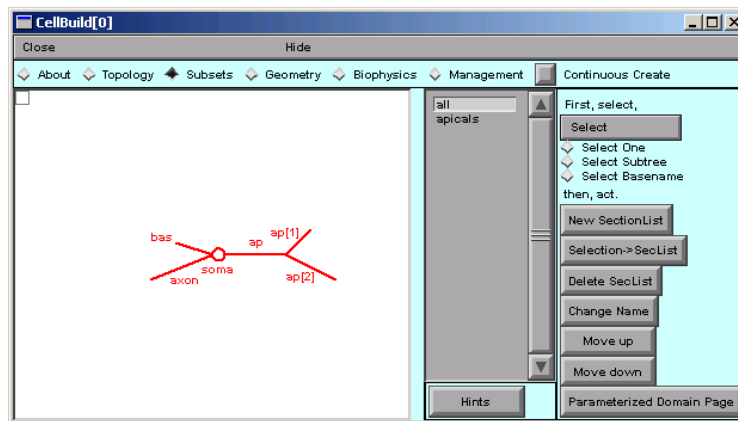 CellBuild[0]
Close Hide
About Topology Subsets Geometry Biophysics Management Continuous Create
all
apicals
bas
axon
soma
ap
ap[1]
ap[2]
Hints
First, select,
Select
Select One
Select Subtree
Select Basename
then, act.
New SectionList
Selection->SecList
Delete SecList
Change Name
Move up
Move down
Parameterized Domain Page